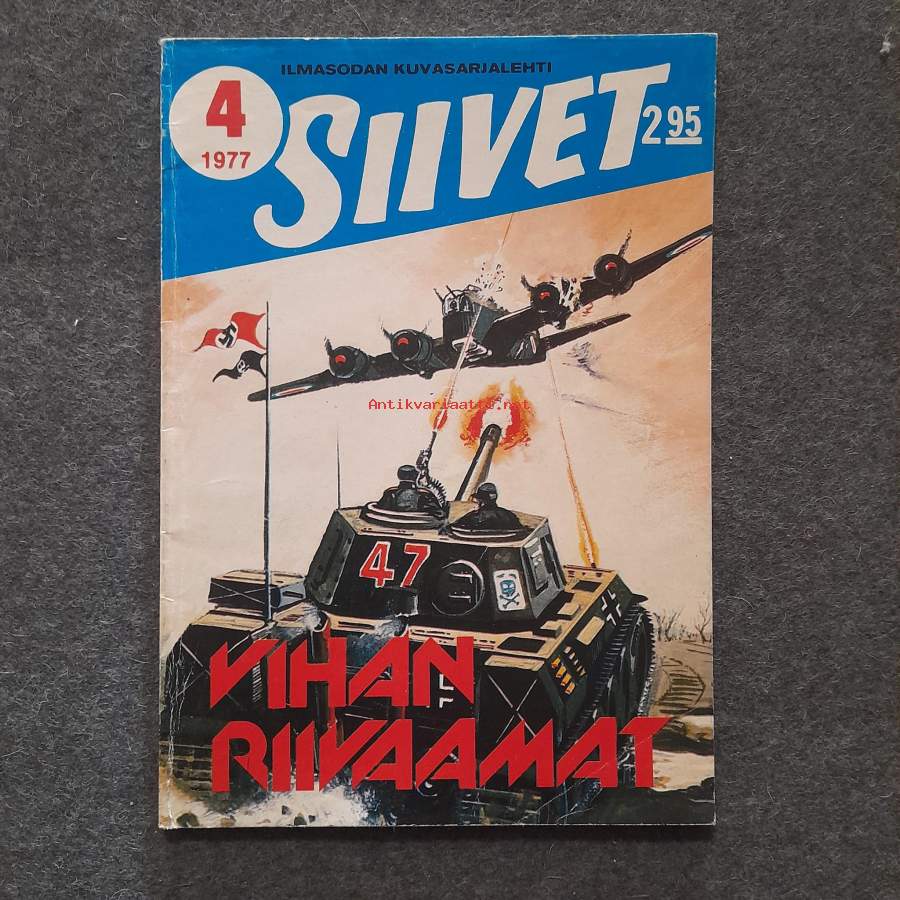 ILMASODAN KUVASARJALEHTI
4
1977
SIIVET
2 95
Antikvariaatti.net
47
VIHAN
RIIVAAMAT